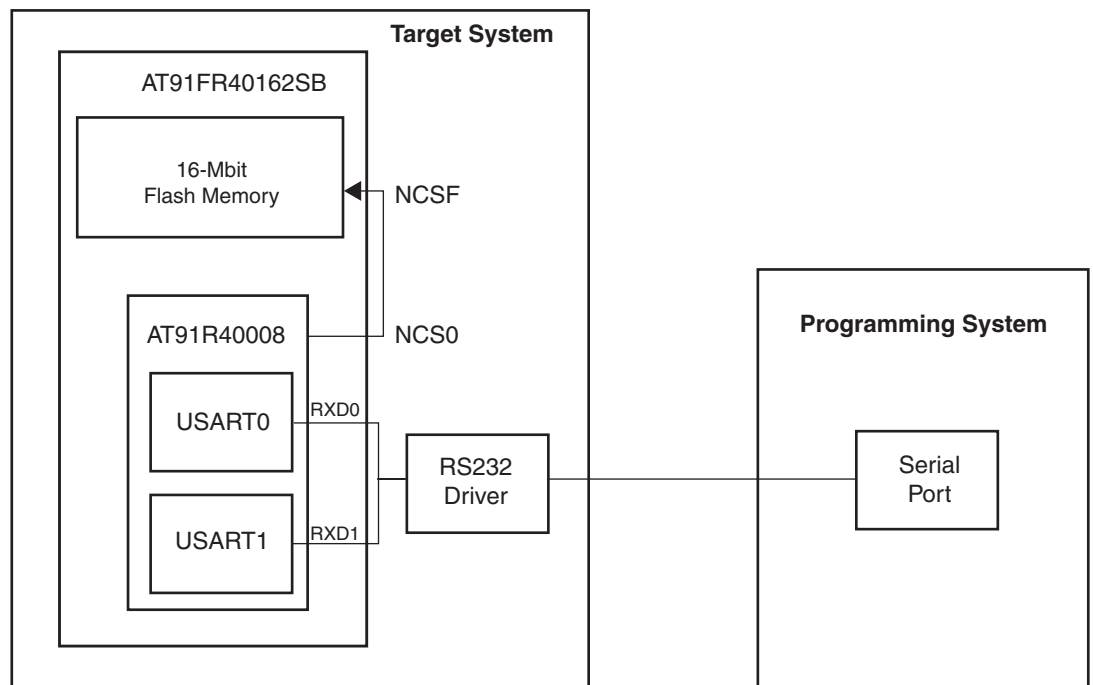 Target System
AT91FR40162SB
16-Mbit
Flash Memory
NCSF
AT91R40008
NCS0
USART0
RXD0
RS232
Driver
USART1
RXD1
Programming System
Serial
Port